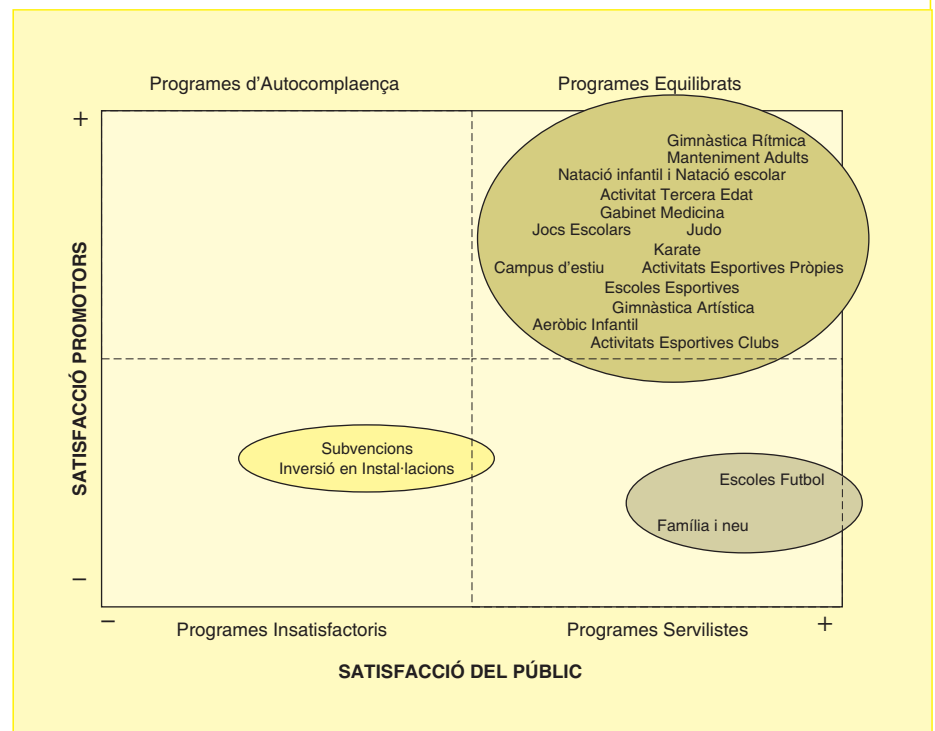 Programes d’Autocomplaença
Programes Equilibrats
+
Gimnàstica Rítmica
Manteniment Adults
Natació infantil i Natació escolar
Activitat Tercera Edat
Gabinet Medicina
Jocs Escolars
Judo
Karate
Campus d’estiu
Activitats Esportives Pròpies
Escoles Esportives
Gimnàstica Artística
Aeròbic Infantil
Activitats Esportives Clubs
SATISFACCIÓ PROMOTORS
Subvencions
Inversió en Instal·lacions
Escoles Futbol
Família i neu
–
–
+
Programes Insatisfactoris
Programes Servilistes
SATISFACCIÓ DEL PÚBLIC